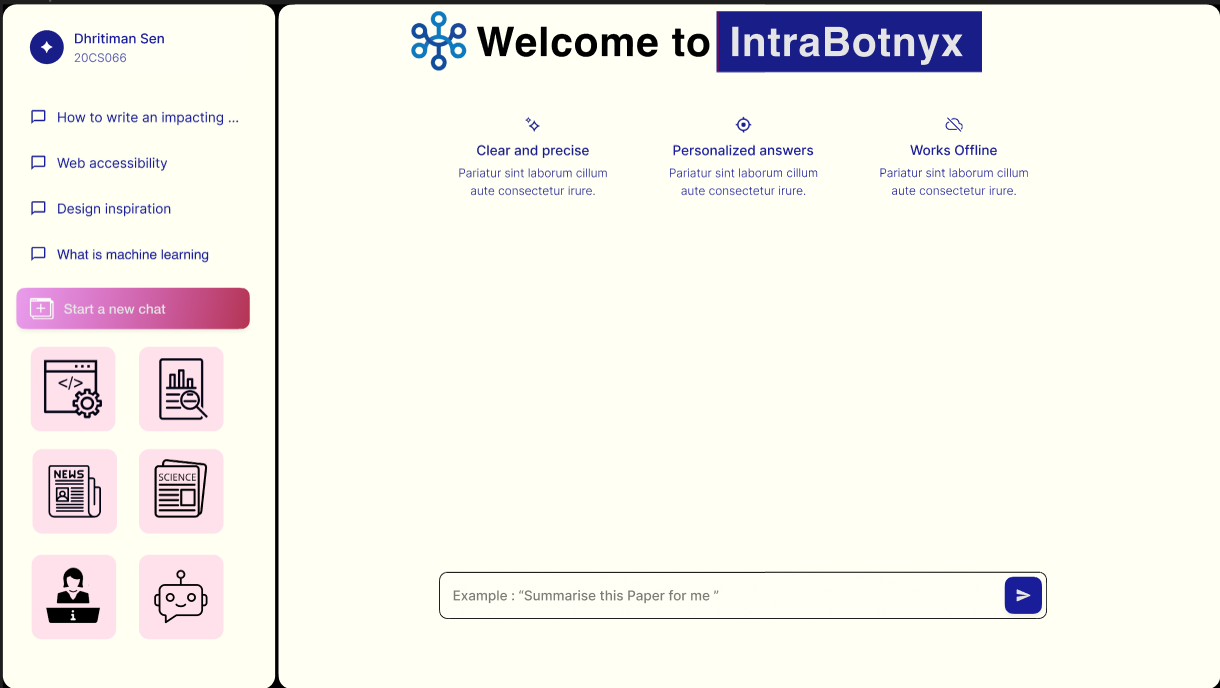 Dhritiman Sen
20CS066
How to write an impacting ...
Web accessibility
Design inspiration
What is machine learning
Start a new chat
</>
NEWS
SCIENCE
i
Welcome to IntraBotnyx
Clear and precise
Pariatur sint laborum cillum
aute consectetur irure.
Personalized answers
Pariatur sint laborum cillum
aute consectetur irure.
Works Offline
Pariatur sint laborum cillum
aute consectetur irure.
Example : “Summarise this Paper for me ”